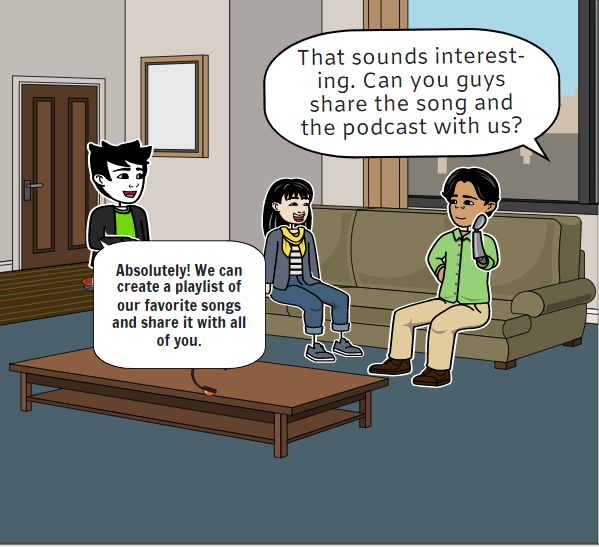 That sounds interest-
ing. Can you guys
share the song and
the podcast with us?
Absolutely! We can
create a playlist of
our favorite songs
and share it with all
of you.